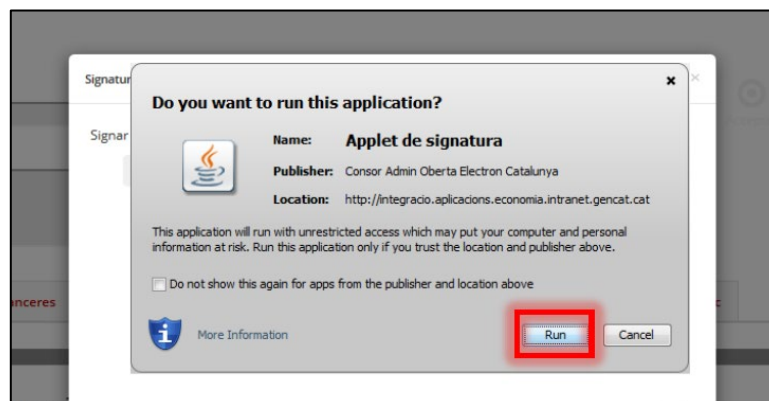 Signatur
Do you want to run this application?
Signar
Name: Applet de signatura
Publisher: Consor Admin Oberta Electron Catalunya
Location: http://integracio.aplicacions.economia.intranet.gencat.cat
This application will run with unrestricted access which may put your computer and personal
information at risk. Run this application only if you trust the location and publisher above.
Do not show this again for apps from the publisher and location above
anceres
More Information
Run
Cancel